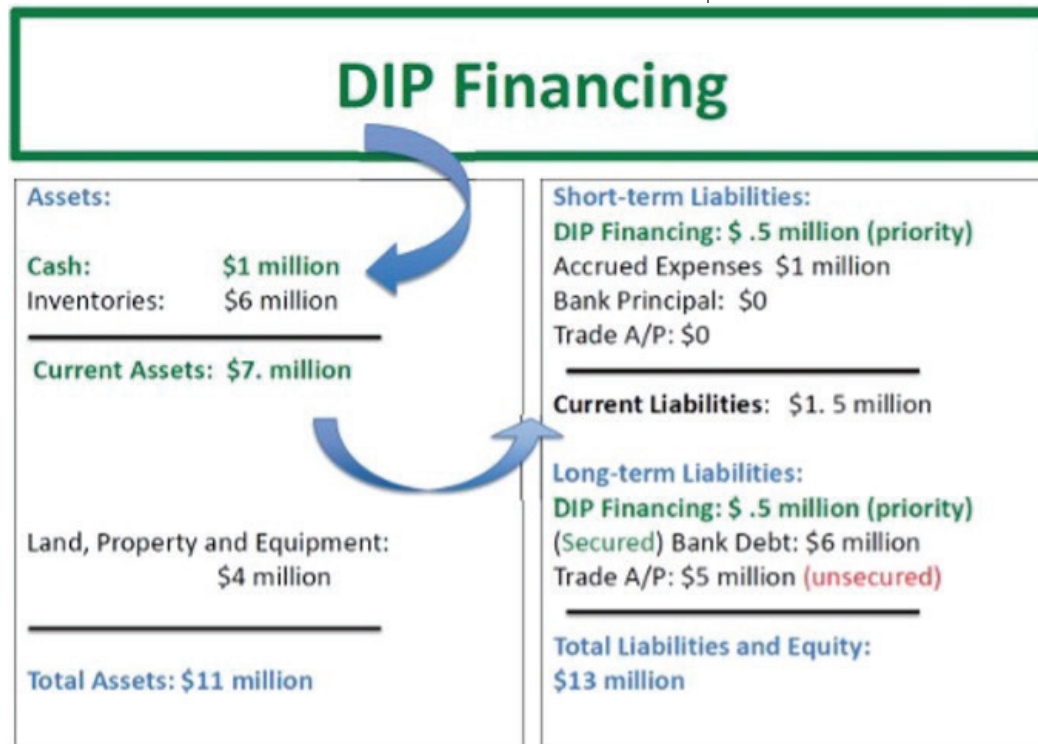 DIP Financing
Assets:
Cash: $1 million
Inventories: $6 million
Current Assets: $7. million
Land, Property and Equipment:
$4 million
Total Assets: $11 million
Short-term Liabilities:
DIP Financing: $ .5 million (priority)
Accrued Expenses $1 million
Bank Principal: $0
Trade A/P: $0
Current Liabilities: $1. 5 million
Long-term Liabilities:
DIP Financing: $ .5 million (priority)
(Secured) Bank Debt: $6 million
Trade A/P: $5 million (unsecured)
Total Liabilities and Equity:
$13 million